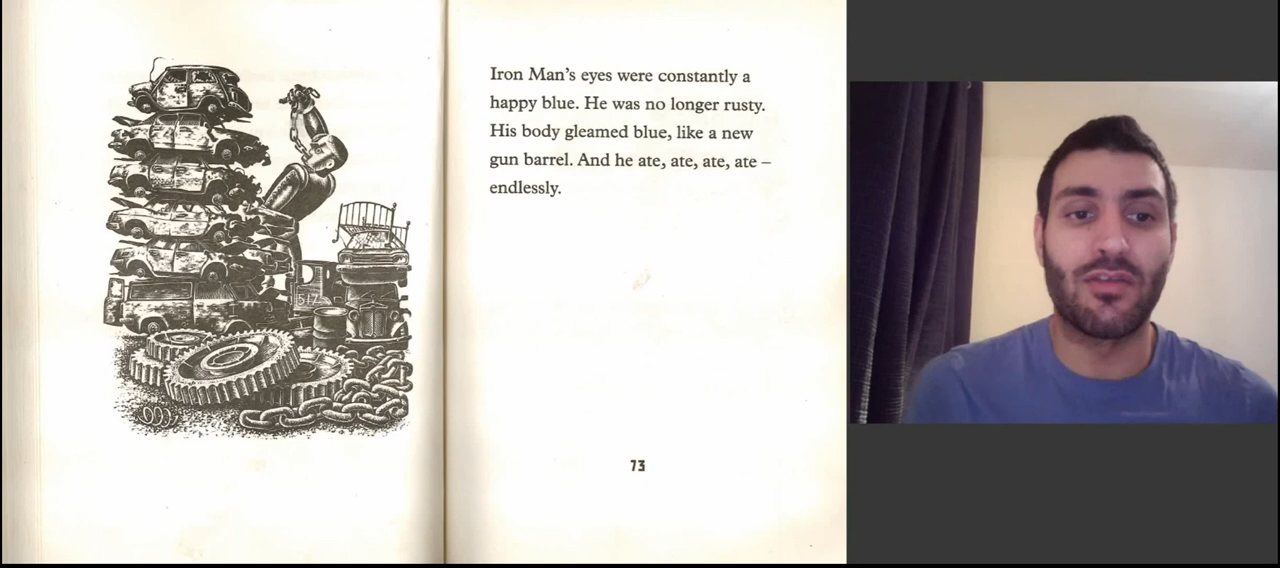 517
Iron Man’s eyes were constantly a
happy blue. He was no longer rusty.
His body gleamed blue, like a new
gun barrel. And he ate, ate, ate, ate –
endlessly.
73